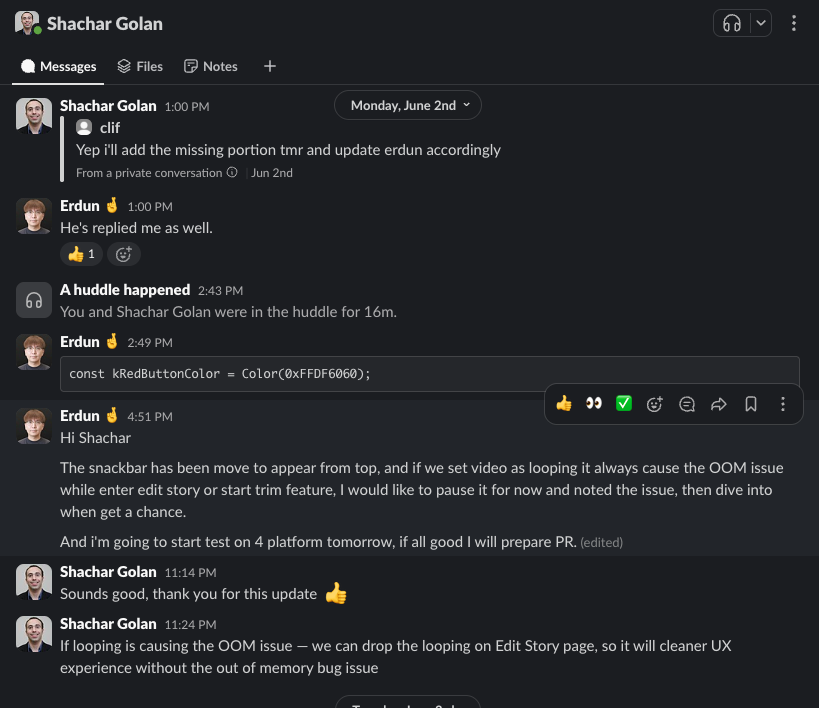 Shachar Golan
Messages
Files
Notes
Monday, June 2nd
Shachar Golan 1:00 PM
clif
Yep i'll add the missing portion tmr and update erdun accordingly
From a private conversation | Jun 2nd
Erdun 🤞 1:00 PM
He's replied me as well.
👍 1
A huddle happened 2:43 PM
You and Shachar Golan were in the huddle for 16m.
Erdun 🤞 2:49 PM
const kRedButtonColor = Color(0xFFDF6060);
Erdun 🤞 4:51 PM
Hi Shachar
The snackbar has been move to appear from top, and if we set video as looping it always cause the OOM issue
while enter edit story or start trim feature, I would like to pause it for now and noted the issue, then dive into
when get a chance.
And i'm going to start test on 4 platform tomorrow, if all good I will prepare PR. (edited)
Shachar Golan 11:14 PM
Sounds good, thank you for this update 👍
Shachar Golan 11:24 PM
If looping is causing the OOM issue — we can drop the looping on Edit Story page, so it will cleaner UX
experience without the out of memory bug issue